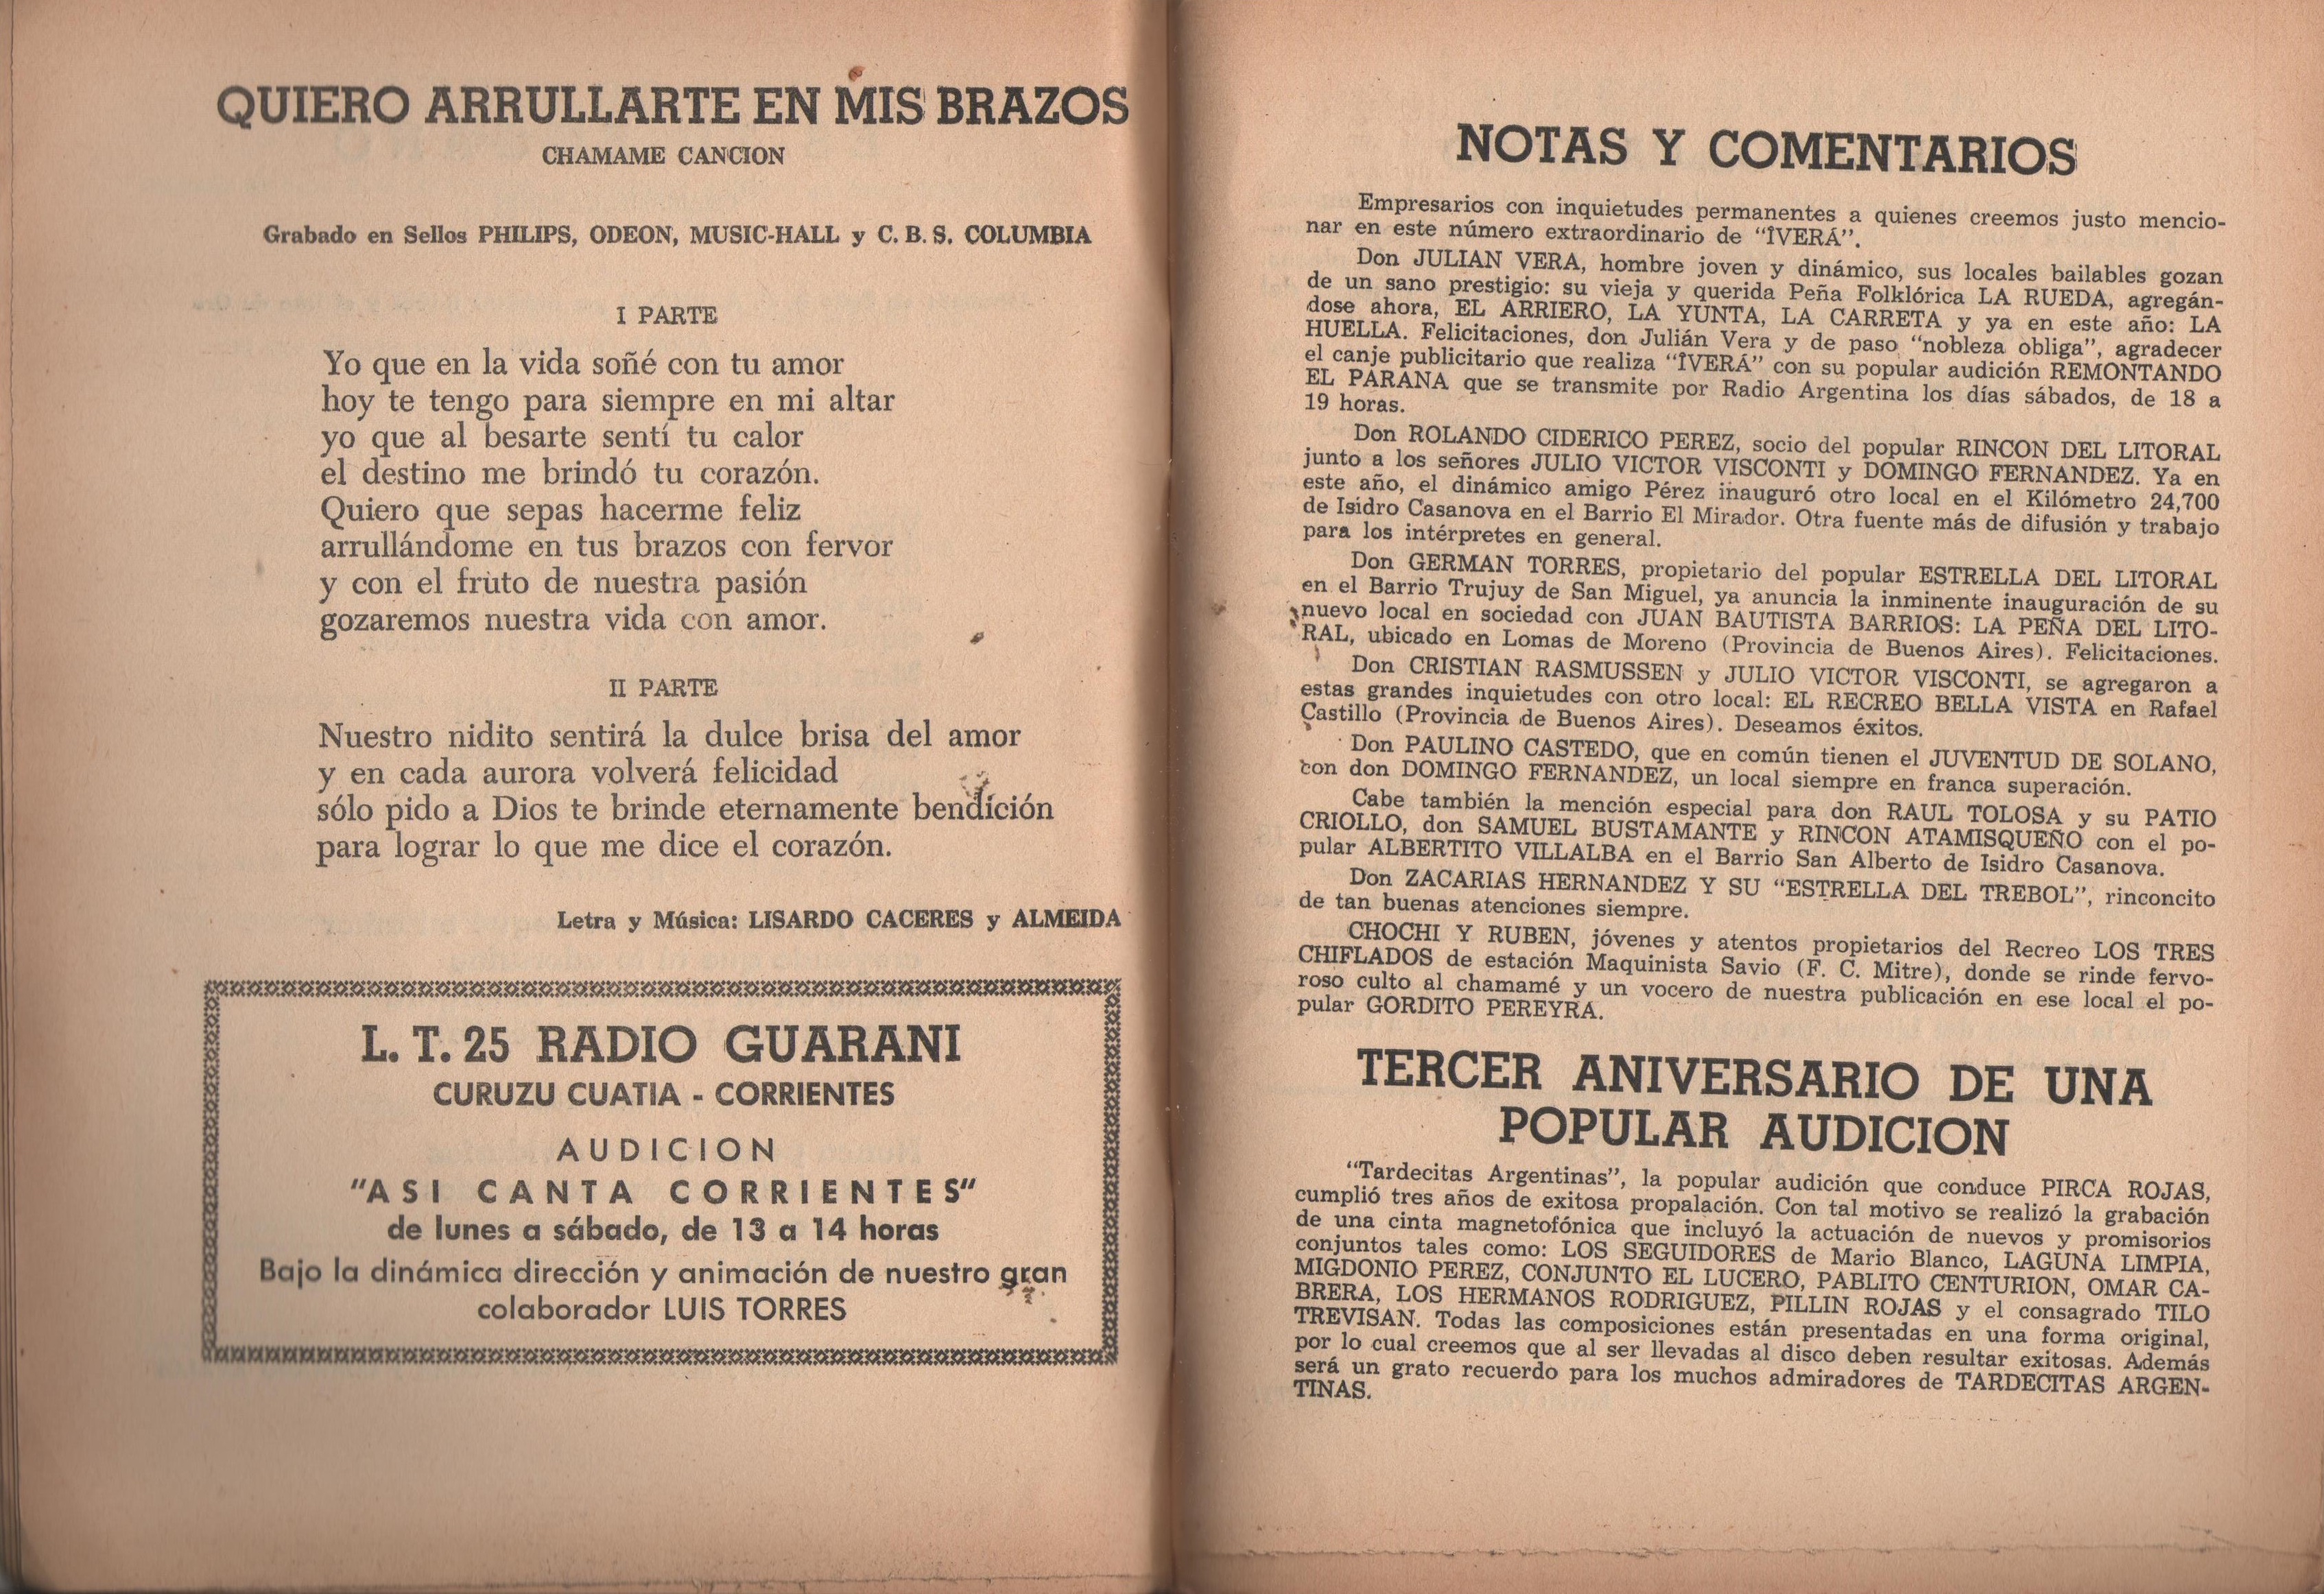 QUIERO ARRULLARTE EN MIS BRAZOS
CHAMAME CANCION
Grabado en Sellos PHILIPS, ODEON, MUSIC-HALL y C. B. S. COLUMBIA
I PARTE
Yo que en la vida soñé con tu amor
hoy te tengo para siempre en mi altar
yo que al besarte sentí tu calor
el destino me brindó tu corazón.
Quiero que sepas hacerme feliz
arrullándome en tus brazos con fervor
y con el fruto de nuestra pasión
gozaremos nuestra vida con amor.
II PARTE
Nuestro nidito sentirá la dulce brisa del amor
y en cada aurora volverá felicidad
sólo pido a Dios te brinde eternamente bendición
para lograr lo que me dice el corazón.
Letra y Música: LISARDO CACERES y ALMEIDA
L. T. 25 RADIO GUARANI
CURUZU CUATIA - CORRIENTES
AUDICION
"ASI CANTA CORRIENTES"
de lunes a sábado, de 13 a 14 horas
Bajo la dinámica dirección y animación de nuestro gran
colaborador LUIS TORRES
NOTAS Y COMENTARIOS
Empresarios con inquietudes permanentes a quienes creemos justo mencio-
nar en este número extraordinario de "ÎVERÁ".
Don JULIAN VERA, hombre joven y dinámico, sus locales bailables gozan
de un sano prestigio: su vieja y querida Peña Folklórica LA RUEDA, agregán-
dose ahora, EL ARRIERO, LA YUNTA, LA CARRETA y ya en este año: LA
HUELLA. Felicitaciones, don Julián Vera y de paso "nobleza obliga", agradecer
el canje publicitario que realiza "ÎVERÁ" con su popular audición REMONTANDO
EL PARANA que se transmite por Radio Argentina los días sábados, de 18 a
19 horas.
Don ROLANDO CIDERICO PEREZ, socio del popular RINCON DEL LITORAL
junto a los señores JULIO VICTOR VISCONTI y DOMINGO FERNANDEZ. Ya en
este año, el dinámico amigo Pérez inauguró otro local en el Kilómetro 24,700
de Isidro Casanova en el Barrio El Mirador. Otra fuente más de difusión y trabajo
para los intérpretes en general.
Don GERMAN TORRES, propietario del popular ESTRELLA DEL LITORAL
en el Barrio Trujuy de San Miguel, ya anuncia la inminente inauguración de su
nuevo local en sociedad con JUAN BAUTISTA BARRIOS: LA PEÑA DEL LITO-
RAL, ubicado en Lomas de Moreno (Provincia de Buenos Aires). Felicitaciones.
Don CRISTIAN RASMUSSEN y JULIO VICTOR VISCONTI, se agregaron a
estas grandes inquietudes con otro local: EL RECREO BELLA VISTA en Rafael
Castillo (Provincia de Buenos Aires). Deseamos éxitos.
Don PAULINO CASTEDO, que en común tienen el JUVENTUD DE SOLANO,
con don DOMINGO FERNANDEZ, un local siempre en franca superación.
Cabe también la mención especial para don RAUL TOLOSA y su PATIO
CRIOLLO, don SAMUEL BUSTAMANTE y RINCON ATAMISQUEÑO con el po-
pular ALBERTITO VILLALBA en el Barrio San Alberto de Isidro Casanova.
Don ZACARIAS HERNANDEZ Y SU "ESTRELLA DEL TREBOL", rinconcito
de tan buenas atenciones siempre.
CHOCHI Y RUBEN, jóvenes y atentos propietarios del Recreo LOS TRES
CHIFLADOS de estación Maquinista Savio (F. C. Mitre), donde se rinde fervo-
roso culto al chamamé y un vocero de nuestra publicación en ese local el po-
pular GORDITO PEREYRA.
TERCER ANIVERSARIO DE UNA
POPULAR AUDICION
"Tardecitas Argentinas", la popular audición que conduce PIRCA ROJAS,
cumplió tres años de exitosa propalación. Con tal motivo se realizó la grabación
de una cinta magnetofónica que incluyó la actuación de nuevos y promisorios
conjuntos tales como: LOS SEGUIDORES de Mario Blanco, LAGUNA LIMPIA,
MIGDONIO PEREZ, CONJUNTO EL LUCERO, PABLITO CENTURION, OMAR CA-
BRERA, LOS HERMANOS RODRIGUEZ, PILLIN ROJAS y el consagrado TILO
TREVISAN. Todas las composiciones están presentadas en una forma original,
por lo cual creemos que al ser llevadas al disco deben resultar exitosas. Además
será un grato recuerdo para los muchos admiradores de TARDECITAS ARGEN-
TINAS.